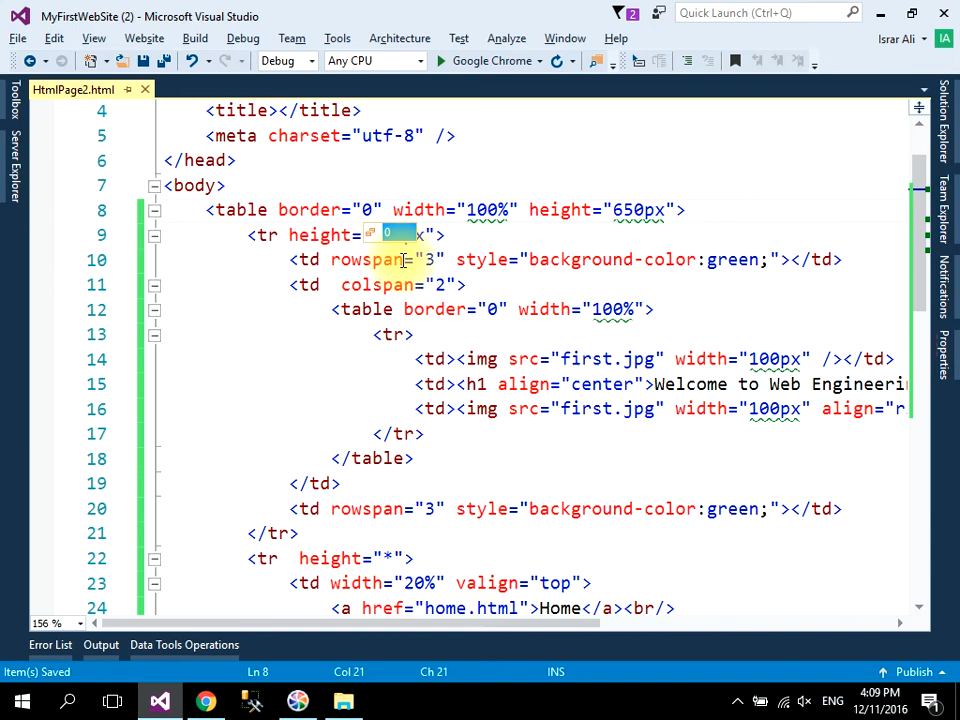 MyFirstWebSite (2) - Microsoft Visual Studio
2
Quick Launch (Ctrl+Q)
File Edit View Website Build Debug Team Tools Architecture Test Analyze Window Help
Israr Ali IA
Debug Any CPU Google Chrome
HtmlPage2.html
Toolbox
Server Explorer
4 <title></title>
5 <meta charset="utf-8" />
6 </head>
7 <body>
8 <table border="0" width="100%" height="650px">
0
9 <tr height= x">
10 <td rowspan="3" style="background-color:green;"></td>
11 <td  colspan="2">
12 <table border="0" width="100%">
13 <tr>
14 <td><img src="first.jpg" width="100px" /></td>
15 <td><h1 align="center">Welcome to Web Engineerin
16 <td><img src="first.jpg" width="100px" align="r
17 </tr>
18 </table>
19 </td>
20 <td rowspan="3" style="background-color:green;"></td>
21 </tr>
22 <tr  height="*">
23 <td width="20%" valign="top">
24 <a href="home.html">Home</a><br/>
Solution Explorer
Team Explorer
Notifications
Properties
156 %
Error List Output Data Tools Operations
Item(s) Saved Ln 8 Col 21 Ch 21 INS Publish
ENG
4:09 PM
12/11/2016
1